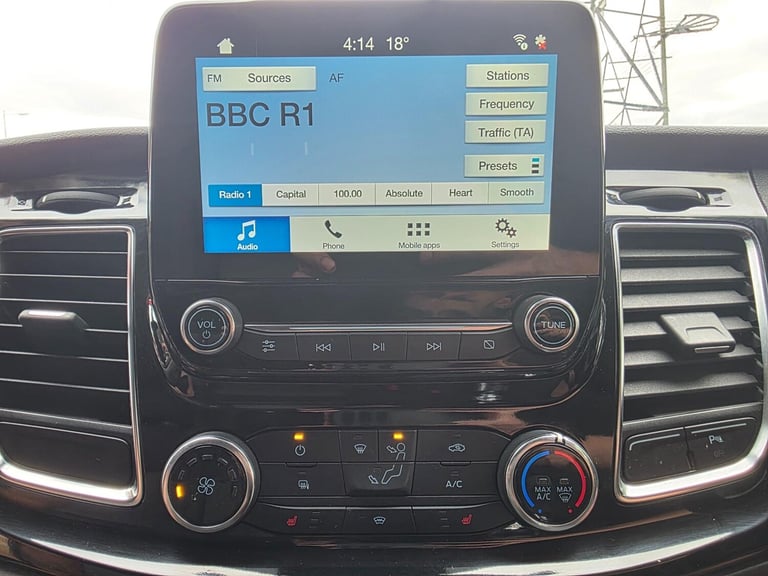 4:14 18°
FM Sources AF Stations
BBC R1 Frequency
Traffic (TA)
Presets
Radio 1 Capital 100.00 Absolute Heart Smooth
Audio Phone Mobile apps Settings
VOL TUNE
A/C
MAX A/C MAX